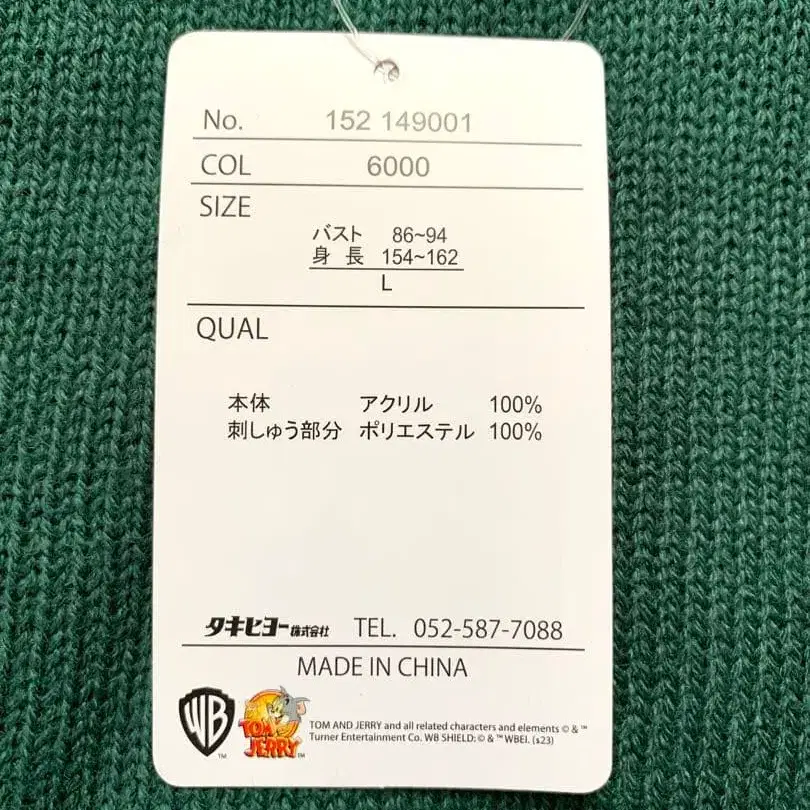 No. 152 149001
COL 6000
SIZE
バスト 86~94
身 長 154~162
L
QUAL
本体 アクリル 100%
刺しゅう部分 ポリエステル 100%
タキヒヨー株式会社 TEL. 052-587-7088
MADE IN CHINA
WB TM
TOM AND JERRY TM
TOM AND JERRY and all related characters and elements © & ™
Turner Entertainment Co. WB SHIELD: © & ™ WBEI. (s23)